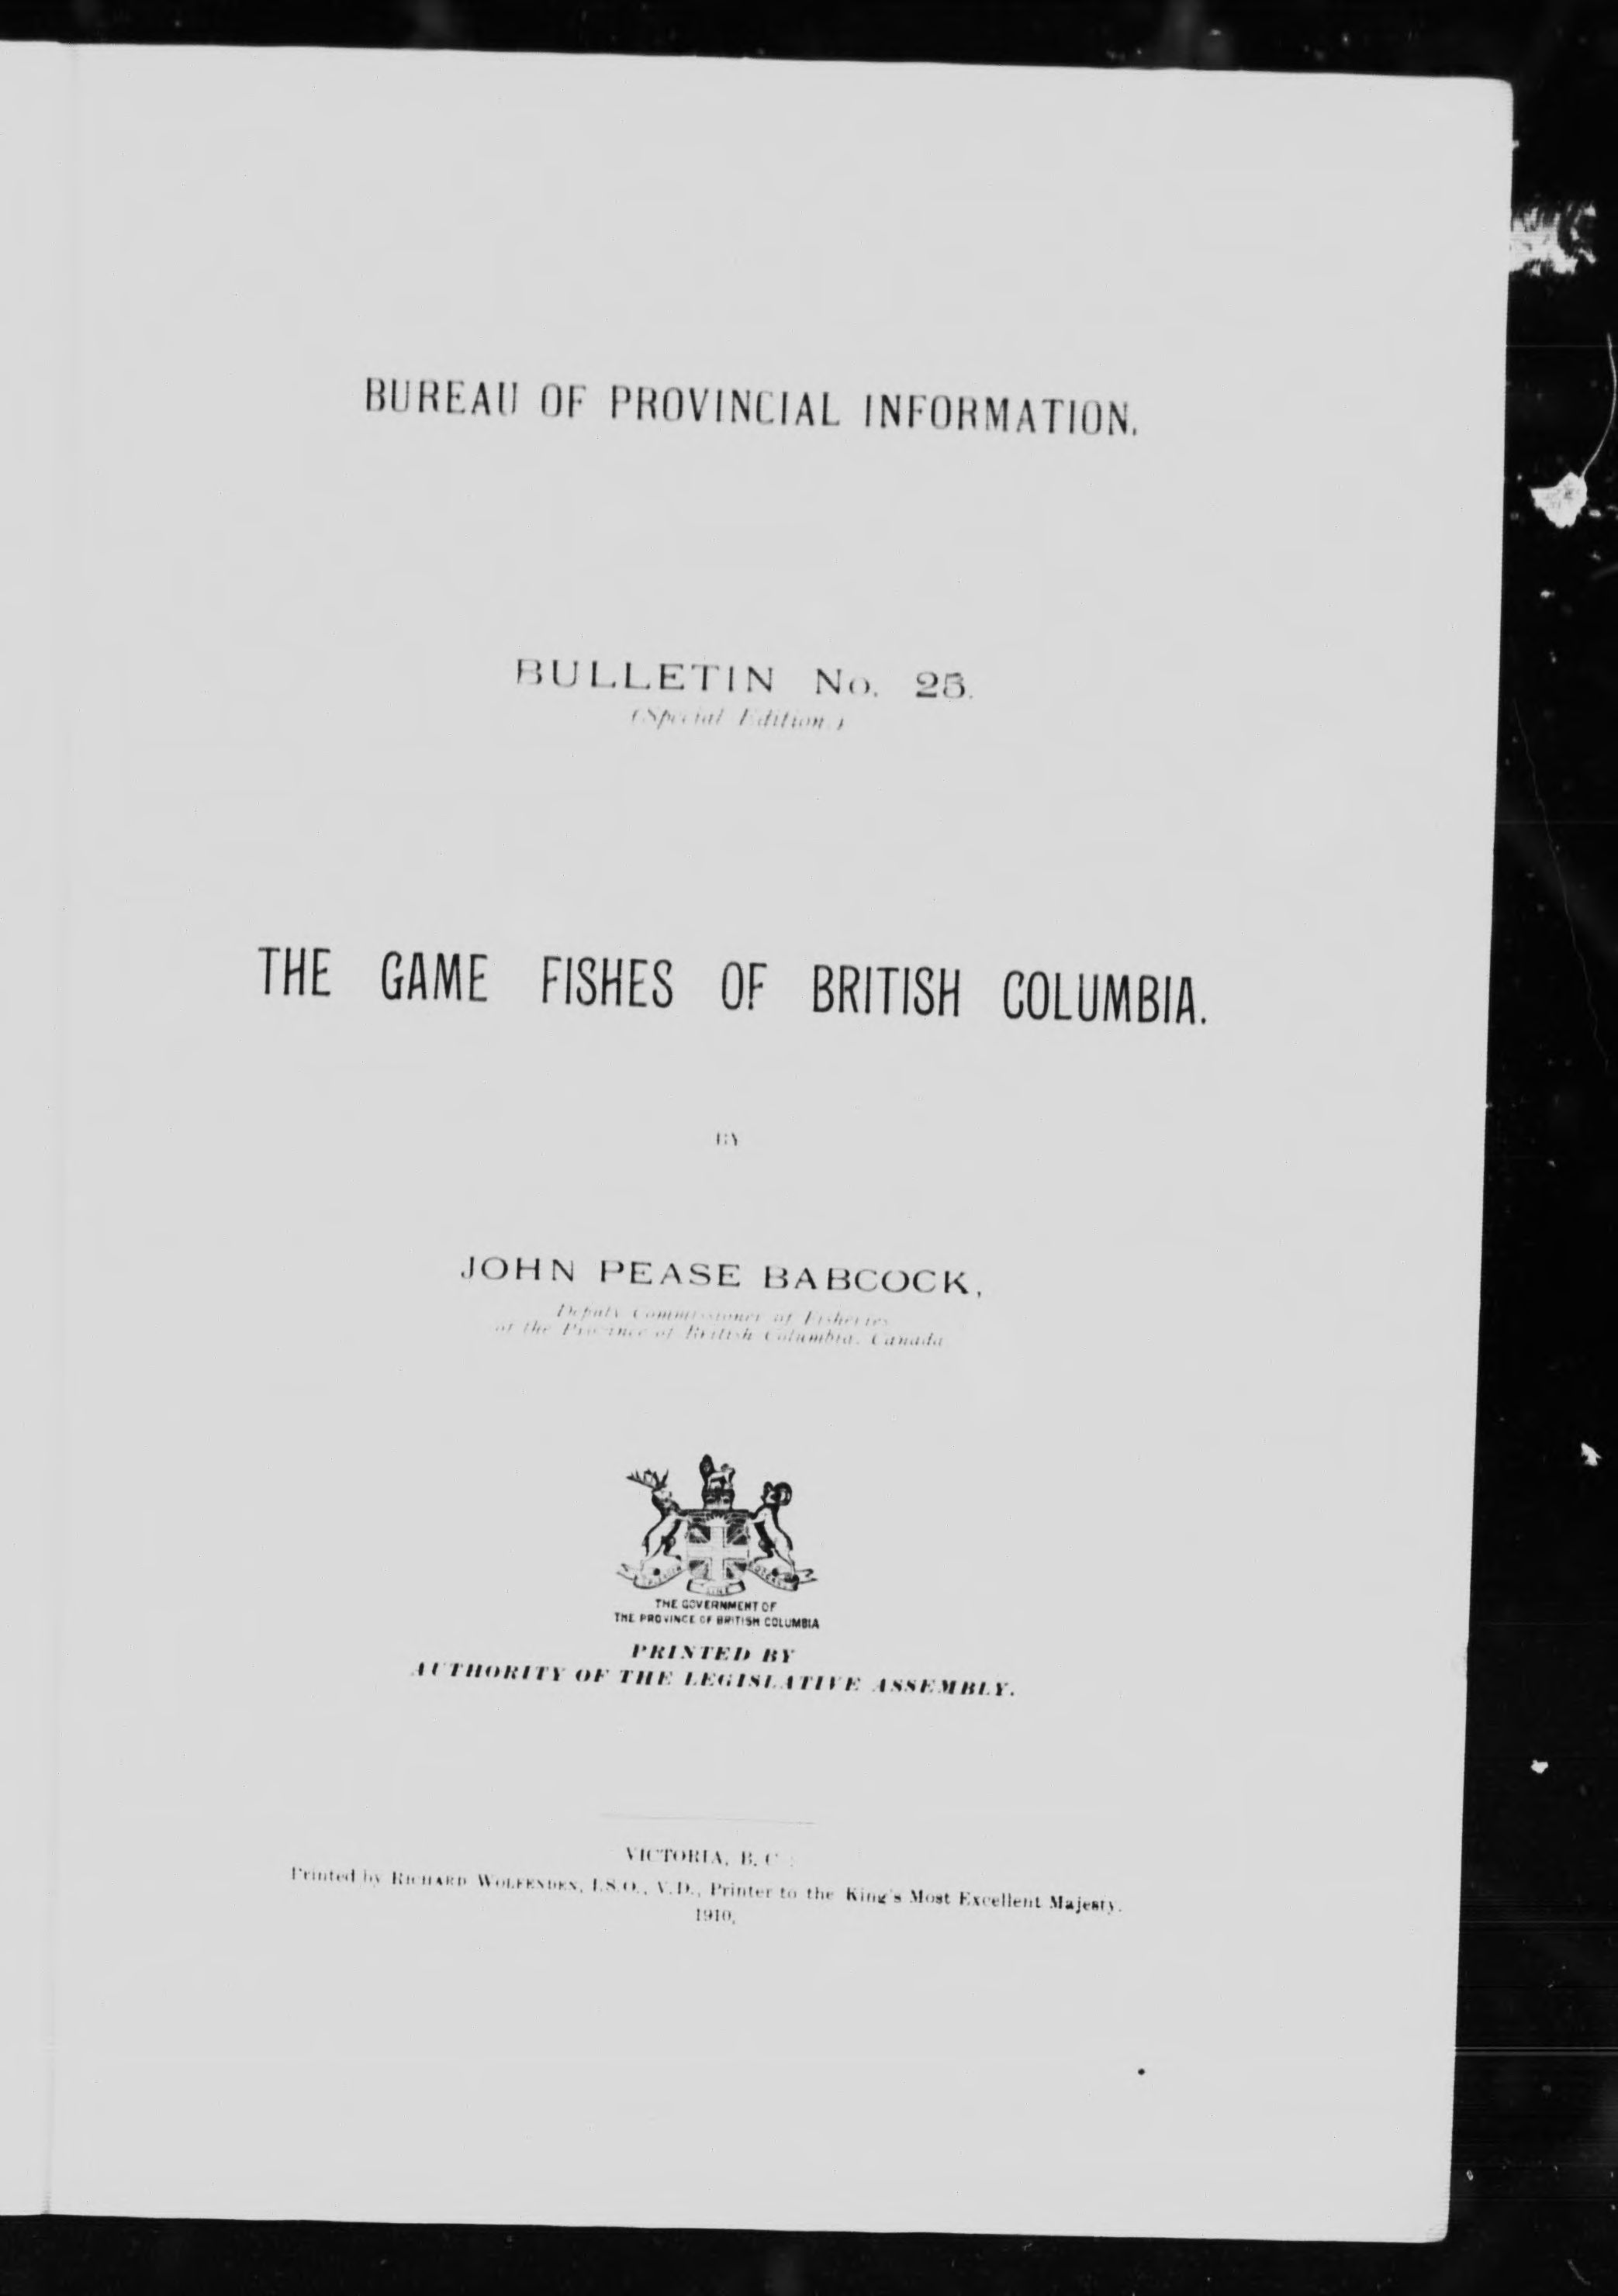 BUREAU OF PROVINCIAL INFORMATION.
BULLETIN No. 25.
(Special Edition.)
THE GAME FISHES OF BRITISH COLUMBIA.
BY
JOHN PEASE BABCOCK,
Deputy Commissioner of Fisheries
of the Province of British Columbia, Canada
THE GOVERNMENT OF
THE PROVINCE OF BRITISH COLUMBIA
PRINTED BY
AUTHORITY OF THE LEGISLATIVE ASSEMBLY.
VICTORIA, B. C.:
Printed by RICHARD WOLFENDEN, I.S.O., V.D., Printer to the King's Most Excellent Majesty.
1910.